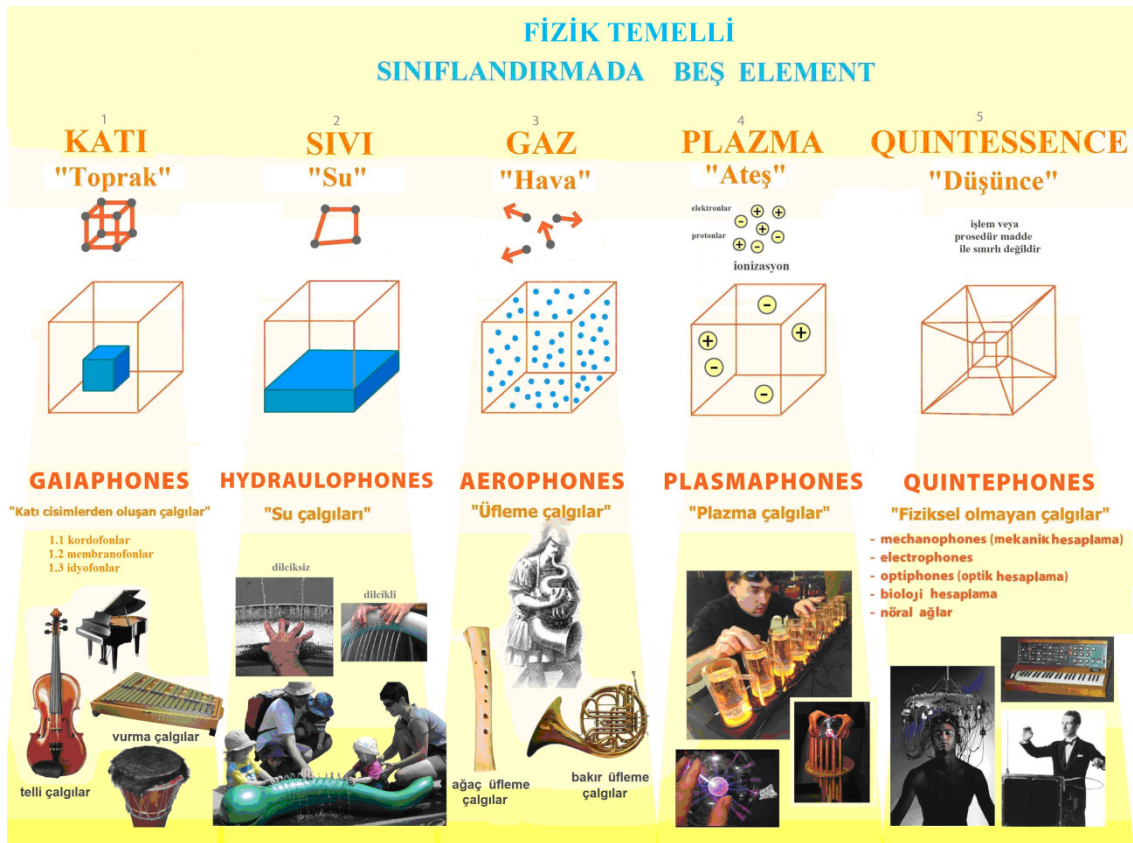 FİZİK TEMELLİ
SINIFLANDIRMADA BEŞ ELEMENT
1
KATI
"Toprak"
2
SIVI
"Su"
3
GAZ
"Hava"
4
PLAZMA
"Ateş"
elektronlar
protonlar
ionizasyon
5
QUINTESSENCE
"Düşünce"
işlem veya
prosedür madde
ile sınırlı değildir
GAIAPHONES
"Katı cisimlerden oluşan çalgılar"
1.1 kordofonlar
1.2 membranofonlar
1.3 idyofonlar
vurma çalgılar
telli çalgılar
HYDRAULOPHONES
"Su çalgıları"
dilciksiz
dilcikli
AEROPHONES
"Üfleme çalgılar"
ağaç üfleme
çalgılar
bakır üfleme
çalgılar
PLASMAPHONES
"Plazma çalgılar"
QUINTEPHONES
"Fiziksel olmayan çalgılar"
- mechanophones (mekanik hesaplama)
- electrophones
- optiphones (optik hesaplama)
- bioloji hesaplama
- nöral ağlar